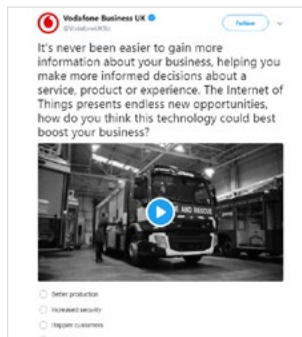 Vodafone Business UK
@VodafoneUKBiz
Follow
It's never been easier to gain more
information about your business, helping you
make more informed decisions about a
service, product or experience. The Internet of
Things presents endless new opportunities,
how do you think this technology could best
boost your business?
E AND RESCUE
Better production
Increased security
Happier customers